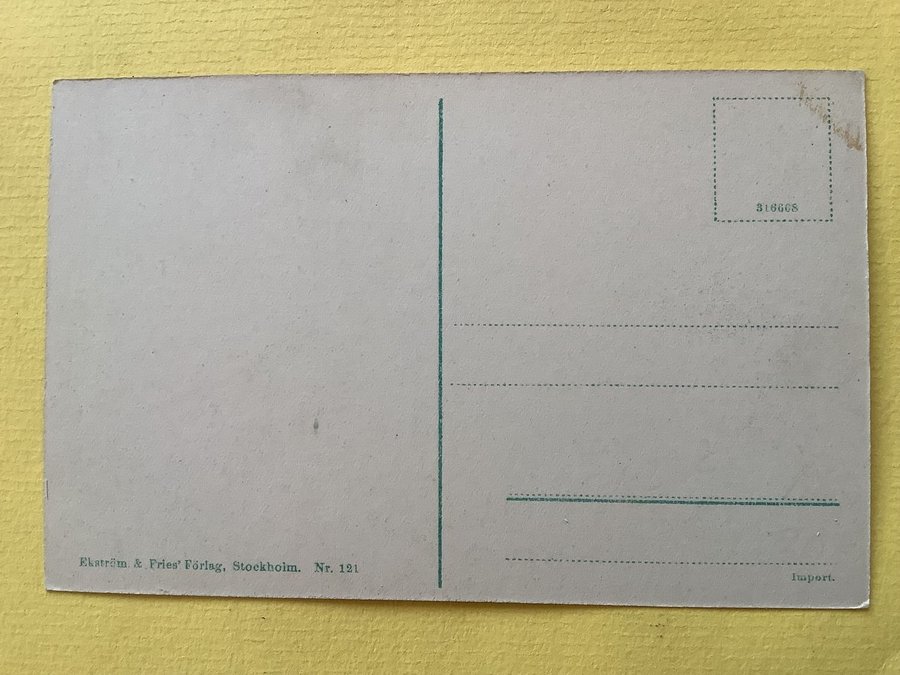 316668
Ekström & Fries' Förlag, Stockholm. Nr. 121
Import.